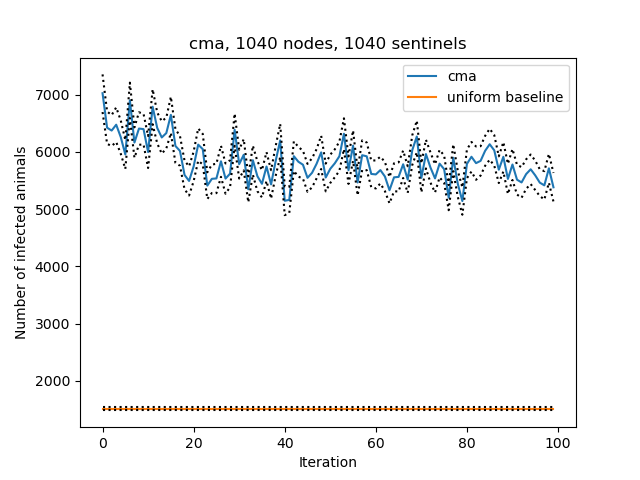 cma, 1040 nodes, 1040 sentinels
cma
uniform baseline
Number of infected animals
7000
6000
5000
4000
3000
2000
0 20 40 60 80 100
Iteration